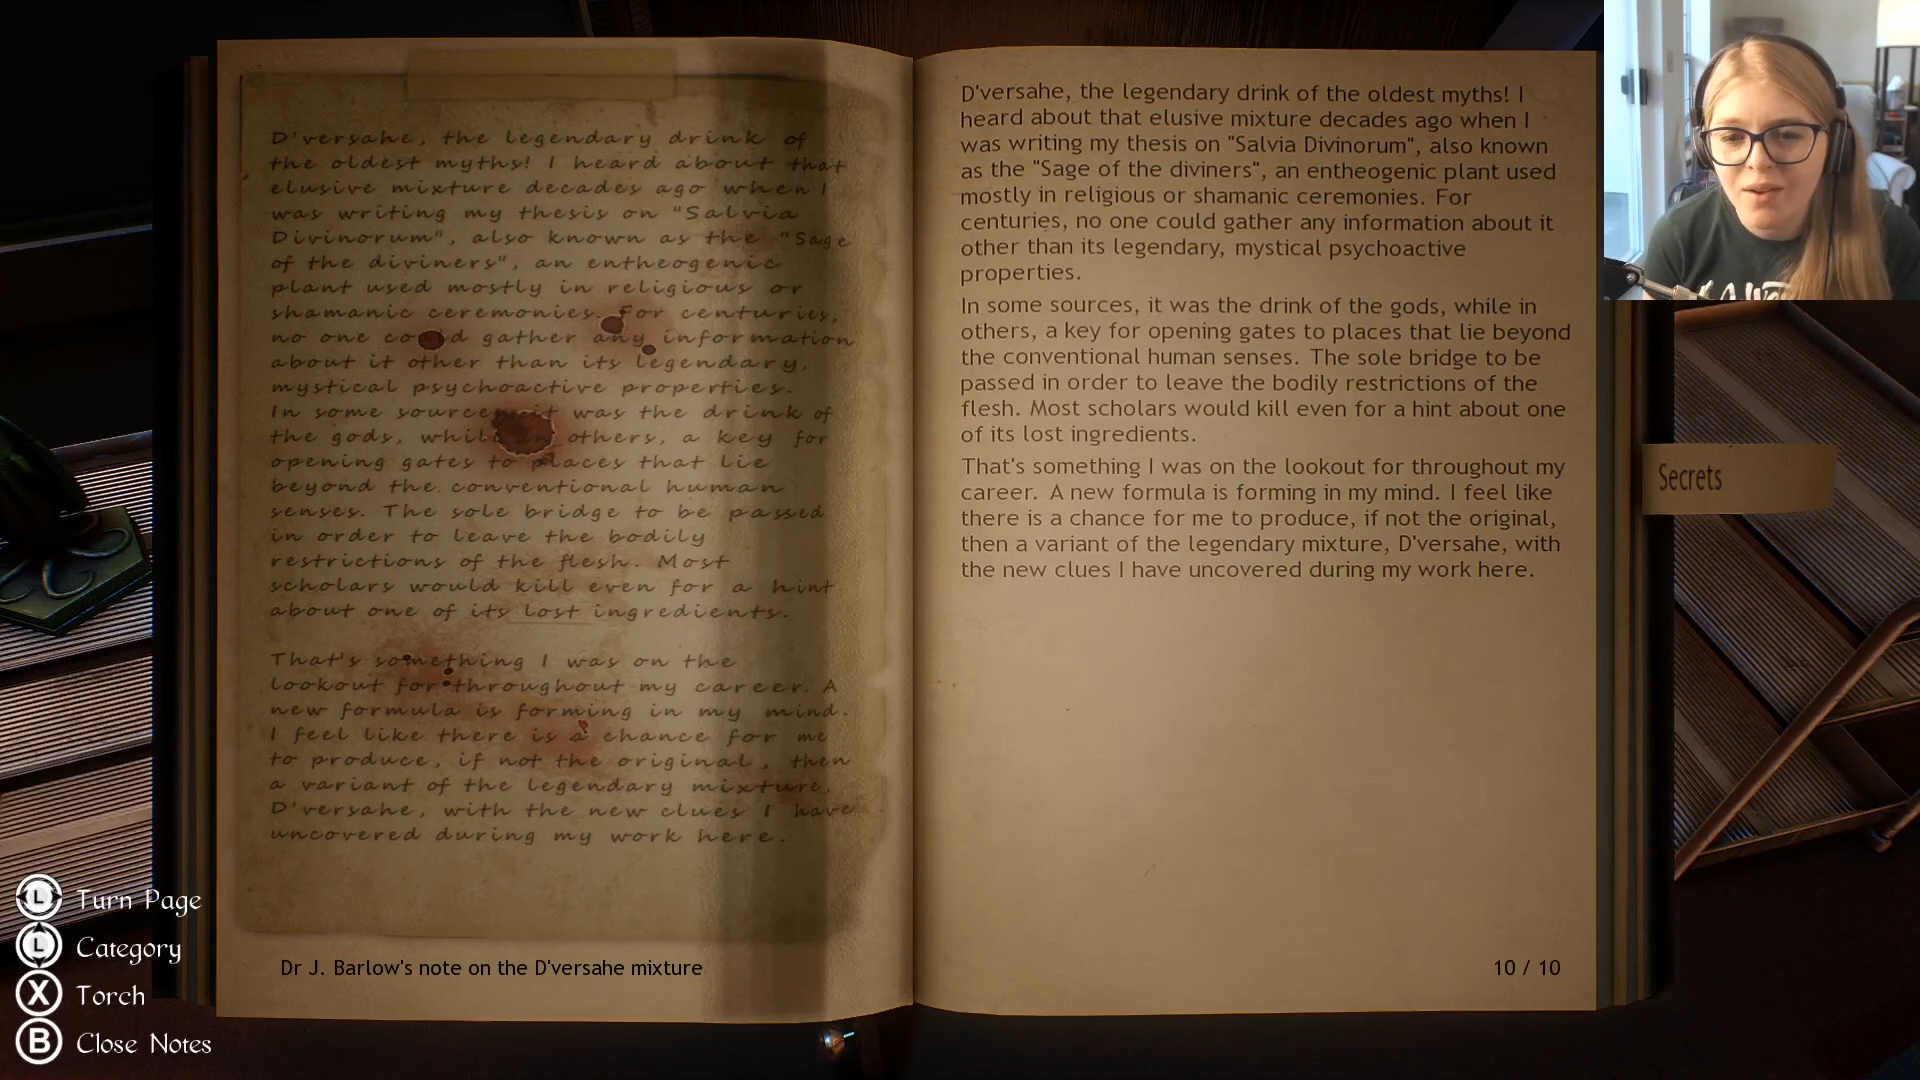 D'versahe, the legendary drink of
the oldest myths! I heard about that
elusive mixture decades ago when I
was writing my thesis on "Salvia
Divinorum", also known as the "Sage
of the diviners", an entheogenic
plant used mostly in religious or
shamanic ceremonies. For centuries,
no one could gather any information
about it other than its legendary,
mystical psychoactive properties.
In some sources, it was the drink of
the gods, while in others, a key for
opening gates to places that lie
beyond the conventional human
senses. The sole bridge to be passed
in order to leave the bodily
restrictions of the flesh. Most
scholars would kill even for a hint
about one of its lost ingredients.
That's something I was on the
lookout for throughout my career. A
new formula is forming in my mind.
I feel like there is a chance for me
to produce, if not the original, then
a variant of the legendary mixture,
D'versahe, with the new clues I have
uncovered during my work here.
Dr J. Barlow's note on the D'versahe mixture
D'versahe, the legendary drink of the oldest myths! I
heard about that elusive mixture decades ago when I
was writing my thesis on "Salvia Divinorum", also known
as the "Sage of the diviners", an entheogenic plant used
mostly in religious or shamanic ceremonies. For
centuries, no one could gather any information about it
other than its legendary, mystical psychoactive
properties.
In some sources, it was the drink of the gods, while in
others, a key for opening gates to places that lie beyond
the conventional human senses. The sole bridge to be
passed in order to leave the bodily restrictions of the
flesh. Most scholars would kill even for a hint about one
of its lost ingredients.
That's something I was on the lookout for throughout my
career. A new formula is forming in my mind. I feel like
there is a chance for me to produce, if not the original,
then a variant of the legendary mixture, D'versahe, with
the new clues I have uncovered during my work here.
10 / 10
Secrets
L Turn Page
L Category
X Torch
B Close Notes